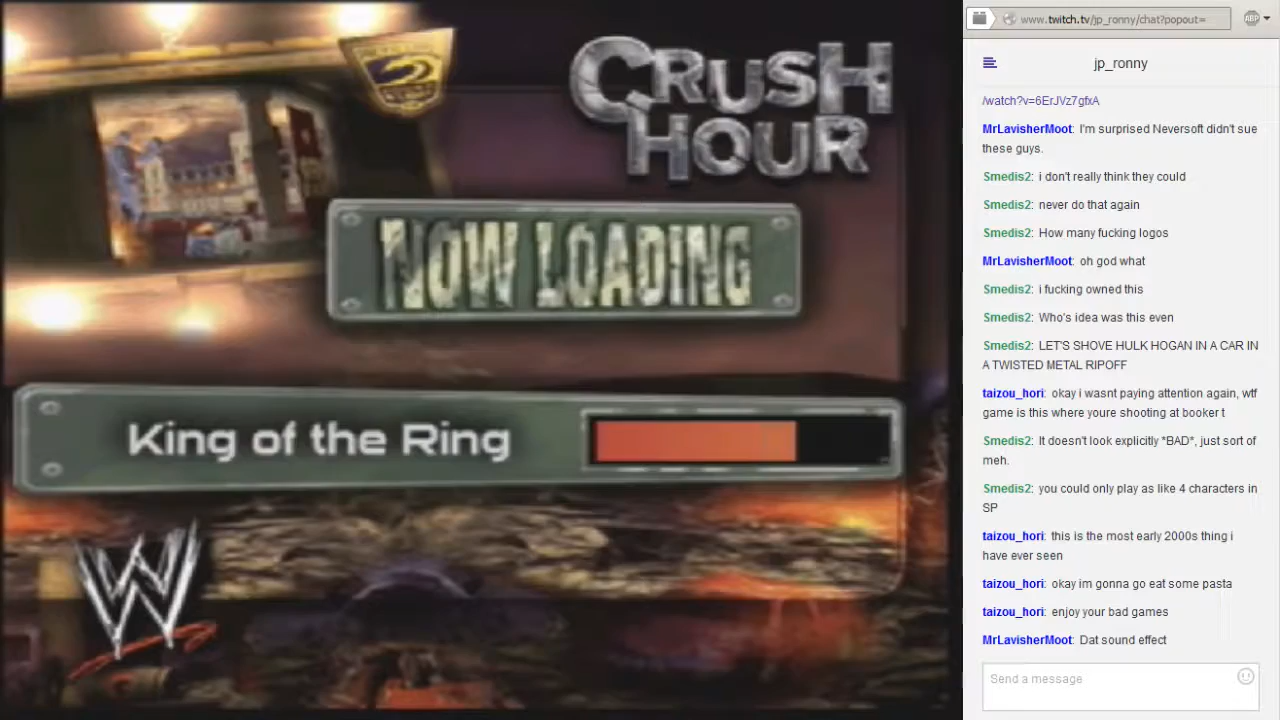 CRUSH
HOUR
NOW LOADING
King of the Ring
W
www.twitch.tv/jp_ronny/chat?popout=
ABP
jp_ronny
/watch?v=6ErJVz7gfxA
MrLavisherMoot: I'm surprised Neversoft didn't sue
these guys.
Smedis2: i don't really think they could
Smedis2: never do that again
Smedis2: How many fucking logos
MrLavisherMoot: oh god what
Smedis2: i fucking owned this
Smedis2: Who's idea was this even
Smedis2: LET'S SHOVE HULK HOGAN IN A CAR IN
A TWISTED METAL RIPOFF
taizou_hori: okay i wasnt paying attention again, wtf
game is this where youre shooting at booker t
Smedis2: It doesn't look explicitly *BAD*, just sort of
meh.
Smedis2: you could only play as like 4 characters in
SP
taizou_hori: this is the most early 2000s thing i
have ever seen
taizou_hori: okay im gonna go eat some pasta
taizou_hori: enjoy your bad games
MrLavisherMoot: Dat sound effect
Send a message